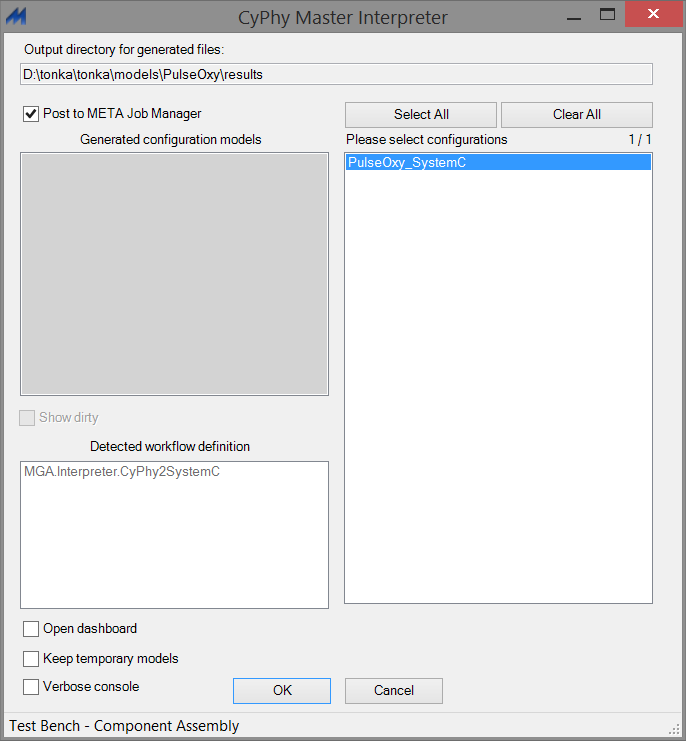 CyPhy Master Interpreter
Output directory for generated files:
D:\tonka\tonka\models\PulseOxy\results
Post to META Job Manager
Select All
Clear All
Generated configuration models
Please select configurations
1 / 1
PulseOxy_SystemC
Show dirty
Detected workflow definition
MGA.Interpreter.CyPhy2SystemC
Open dashboard
Keep temporary models
Verbose console
OK
Cancel
Test Bench - Component Assembly